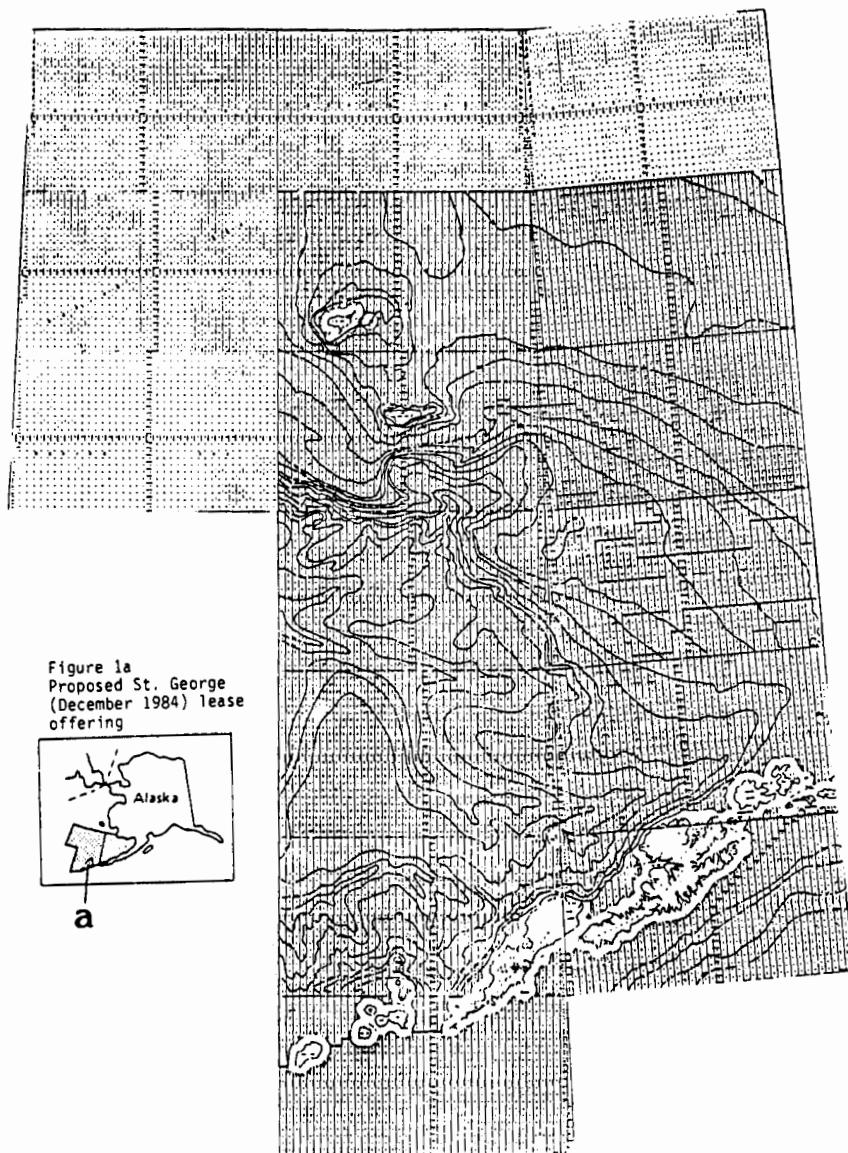 Figure 1a
Proposed St. George
(December 1984) lease
offering
Alaska
a